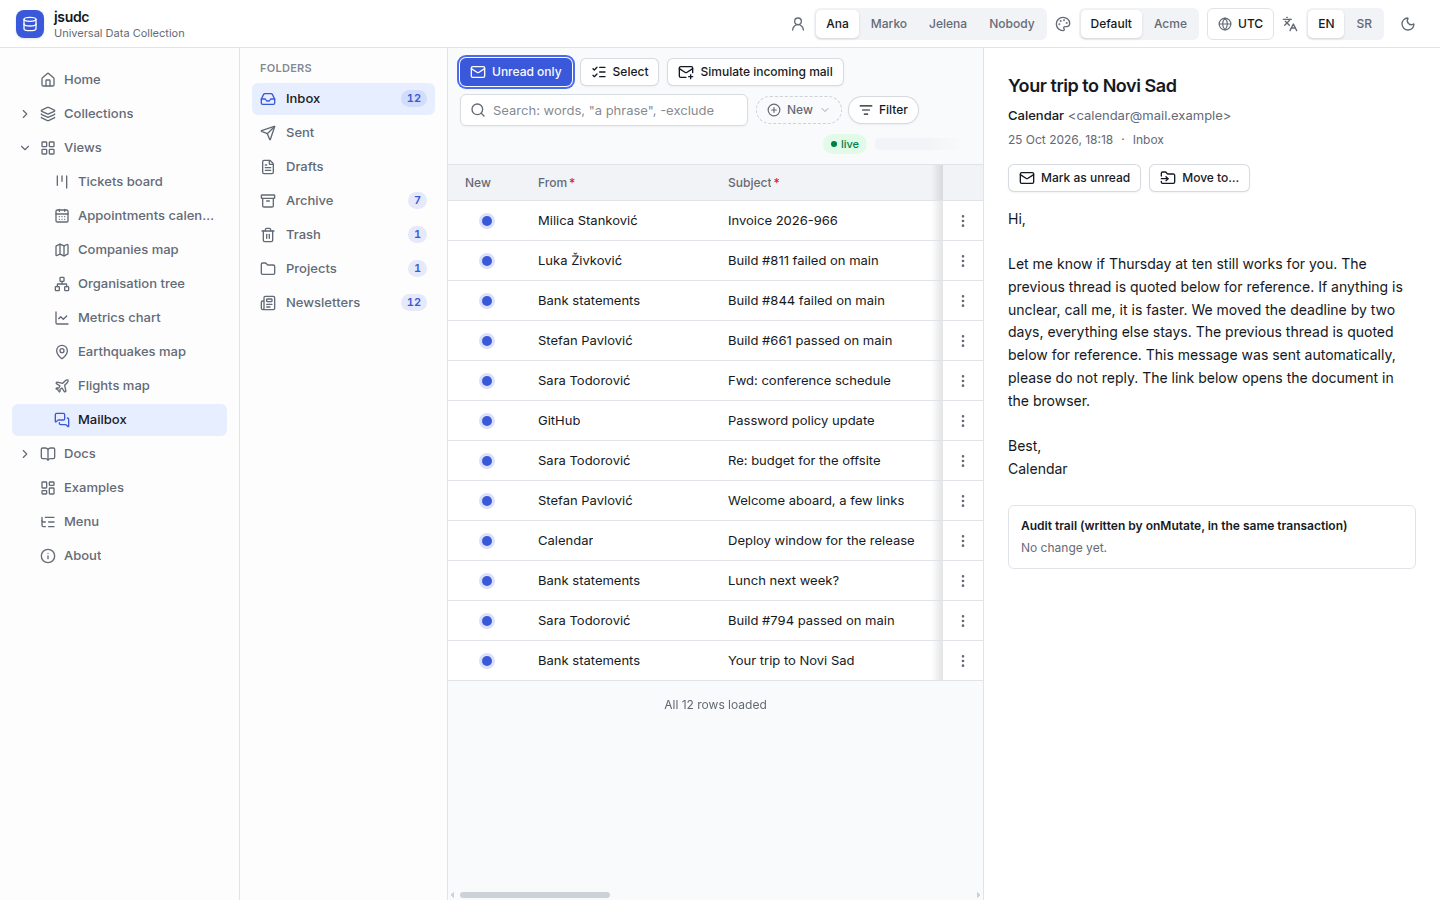 jsudc
Universal Data Collection
Ana
Marko
Jelena
Nobody
Default
Acme
UTC
EN
SR
Home
Collections
Views
Tickets board
Appointments calen...
Companies map
Organisation tree
Metrics chart
Earthquakes map
Flights map
Mailbox
Docs
Examples
Menu
About
FOLDERS
Inbox 12
Sent
Drafts
Archive 7
Trash 1
Projects 1
Newsletters 12
Unread only
Select
Simulate incoming mail
Search: words, "a phrase", -exclude
New
Filter
live
New From* Subject*
Milica Stanković Invoice 2026-966
Luka Živković Build #811 failed on main
Bank statements Build #844 failed on main
Stefan Pavlović Build #661 passed on main
Sara Todorović Fwd: conference schedule
GitHub Password policy update
Sara Todorović Re: budget for the offsite
Stefan Pavlović Welcome aboard, a few links
Calendar Deploy window for the release
Bank statements Lunch next week?
Sara Todorović Build #794 passed on main
Bank statements Your trip to Novi Sad
All 12 rows loaded
Your trip to Novi Sad
Calendar <calendar@mail.example>
25 Oct 2026, 18:18 · Inbox
Mark as unread
Move to...
Hi,
Let me know if Thursday at ten still works for you. The
previous thread is quoted below for reference. If anything is
unclear, call me, it is faster. We moved the deadline by two
days, everything else stays. The previous thread is quoted
below for reference. This message was sent automatically,
please do not reply. The link below opens the document in
the browser.
Best,
Calendar
Audit trail (written by onMutate, in the same transaction)
No change yet.